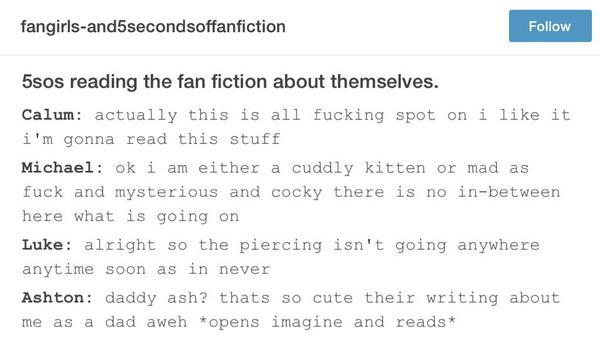 fangirls-and5secondsoffanfiction
Follow
5sos reading the fan fiction about themselves.
Calum: actually this is all fucking spot on i like it
i'm gonna read this stuff
Michael: ok i am either a cuddly kitten or mad as
fuck and mysterious and cocky there is no in-between
here what is going on
Luke: alright so the piercing isn't going anywhere
anytime soon as in never
Ashton: daddy ash? thats so cute their writing about
me as a dad aweh *opens imagine and reads*